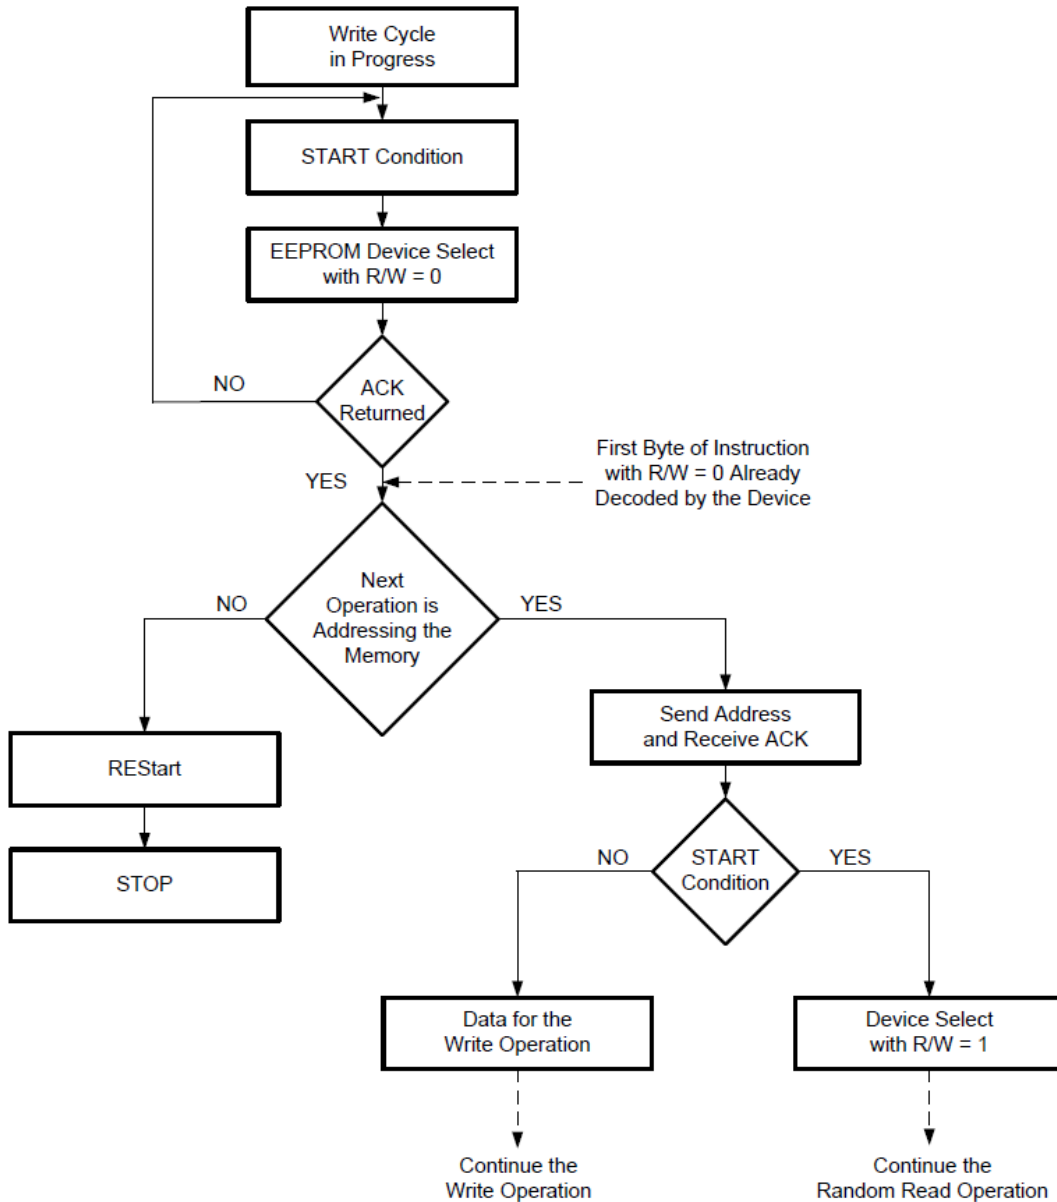 Write Cycle
in Progress
START Condition
EEPROM Device Select
with R/W = 0
NO
ACK
Returned
YES
First Byte of Instruction
with R/W = 0 Already
Decoded by the Device
NO
Next
Operation is
Addressing the
Memory
YES
Send Address
and Receive ACK
REStart
STOP
NO
START
Condition
YES
Data for the
Write Operation
Device Select
with R/W = 1
Continue the
Write Operation
Continue the
Random Read Operation